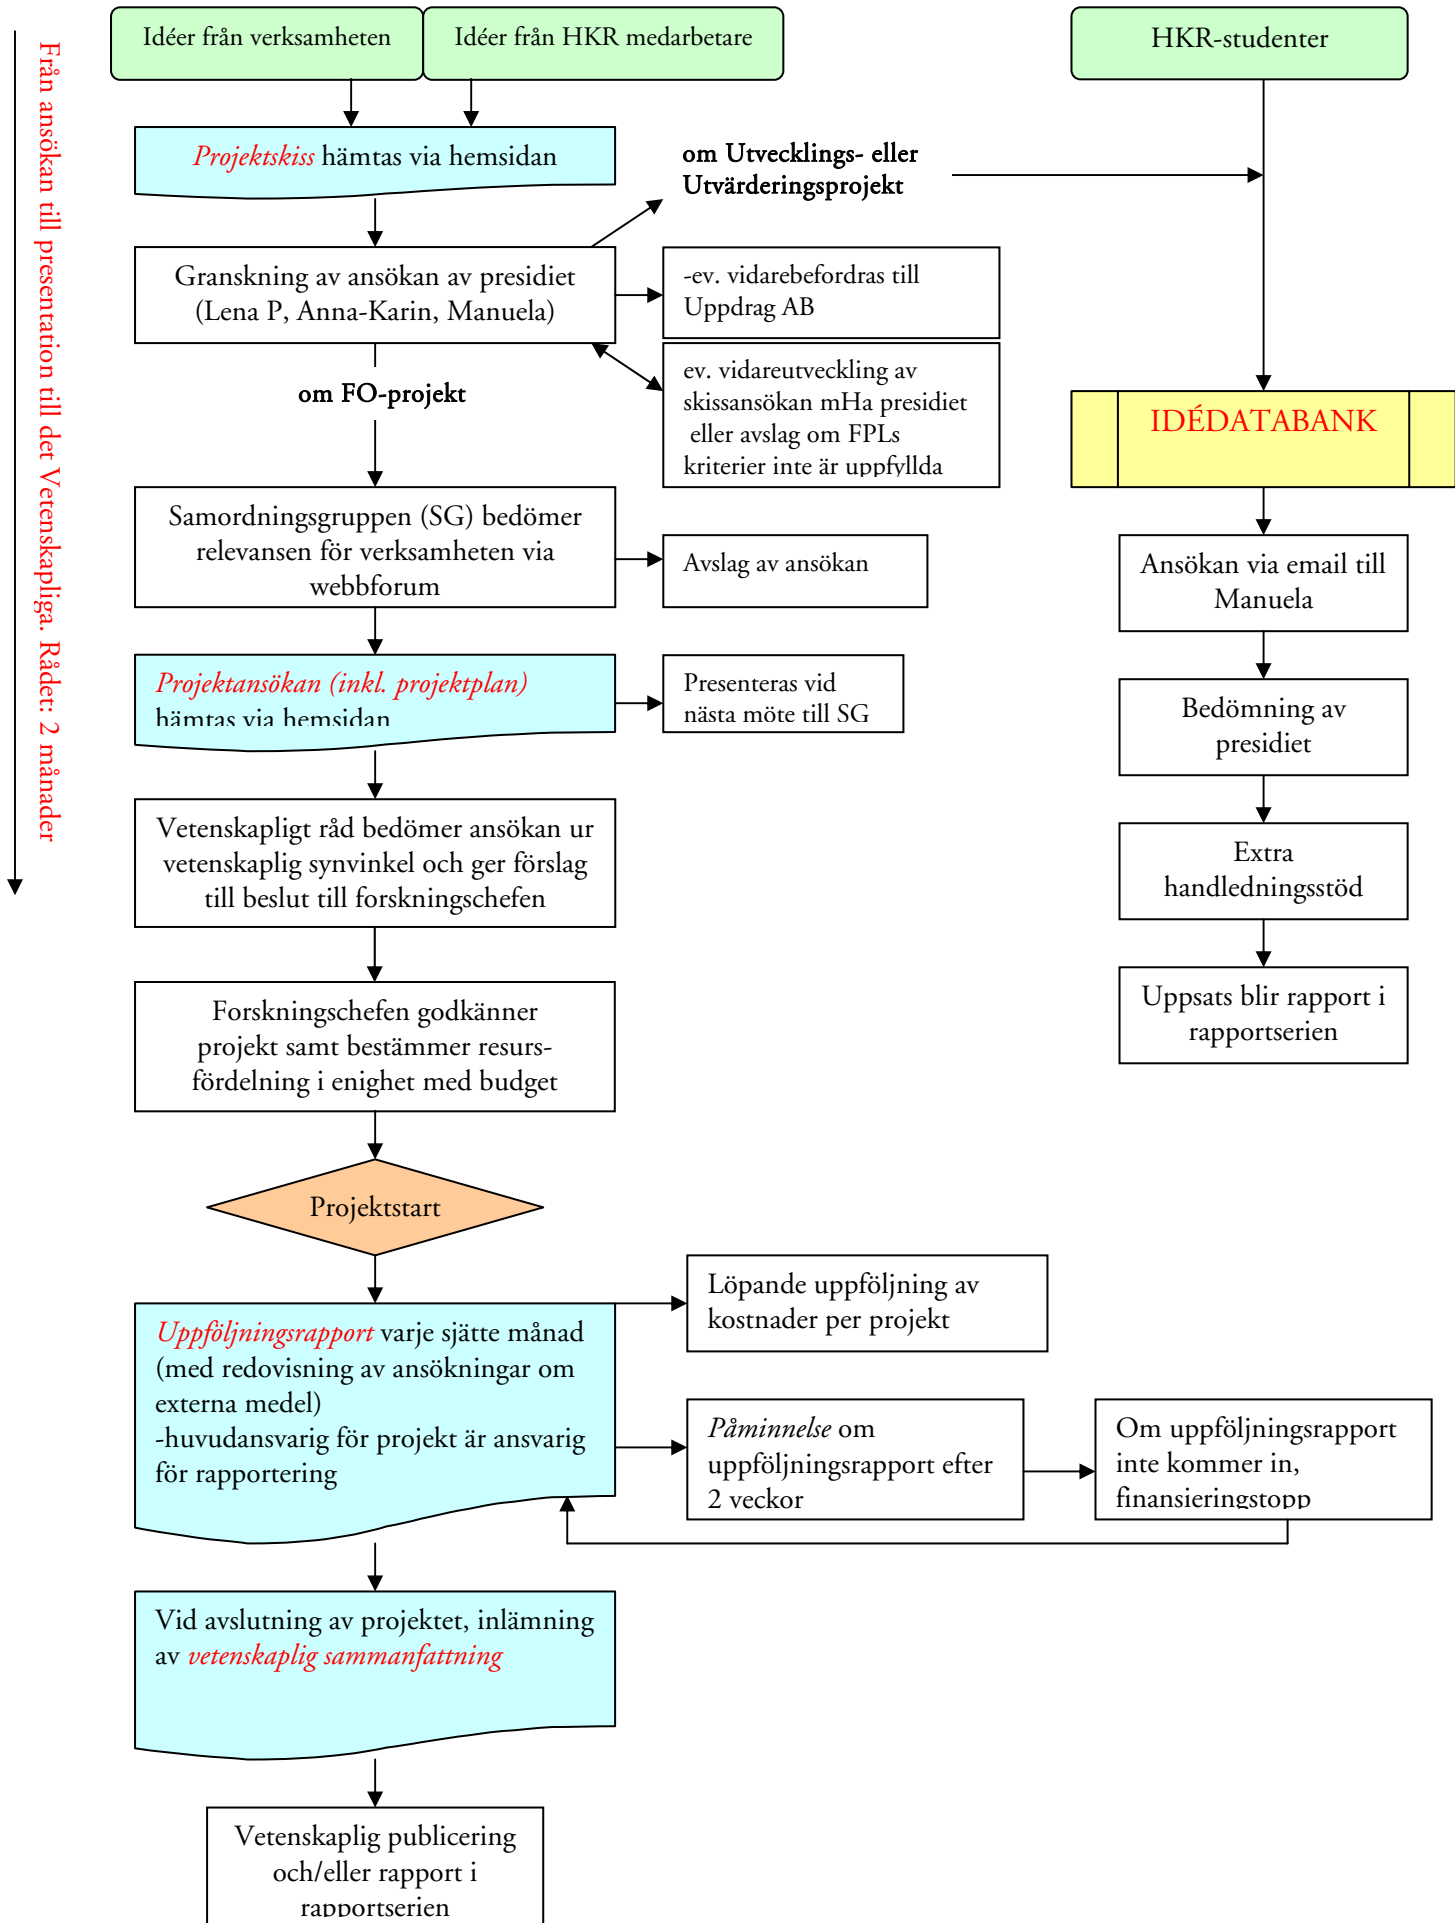 Idéer från verksamheten
Idéer från HKR medarbetare
HKR-studenter
Från ansökan till presentation till det Vetenskapliga. Rådet: 2 månader
Projektskiss hämtas via hemsidan
om Utvecklings- eller
Utvärderingsprojekt
Granskning av ansökan av presidiet
(Lena P, Anna-Karin, Manuela)
-ev. vidarebefordras till
Uppdrag AB
ev. vidareutveckling av
skissansökan mHa presidiet
eller avslag om FPLs
kriterier inte är uppfyllda
om FO-projekt
IDÉDATABANK
Samordningsgruppen (SG) bedömer
relevansen för verksamheten via
webbforum
Avslag av ansökan
Ansökan via email till
Manuela
Projektansökan (inkl. projektplan)
hämtas via hemsidan
Presenteras vid
nästa möte till SG
Bedömning av
presidiet
Vetenskapligt råd bedömer ansökan ur
vetenskaplig synvinkel och ger förslag
till beslut till forskningschefen
Extra
handledningsstöd
Forskningschefen godkänner
projekt samt bestämmer resurs-
fördelning i enighet med budget
Uppsats blir rapport i
rapportserien
Projektstart
Uppföljningsrapport varje sjätte månad
(med redovisning av ansökningar om
externa medel)
-huvudansvarig för projekt är ansvarig
för rapportering
Löpande uppföljning av
kostnader per projekt
Påminnelse om
uppföljningsrapport efter
2 veckor
Om uppföljningsrapport
inte kommer in,
finansieringstopp
Vid avslutning av projektet, inlämning
av vetenskaplig sammanfattning
Vetenskaplig publicering
och/eller rapport i
rapportserien